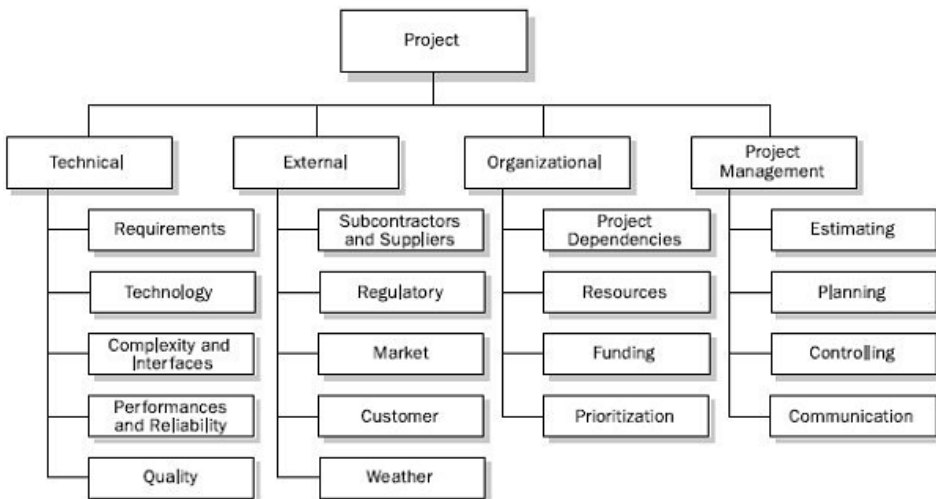 Project
Technical
External
Organizational
Project
Management
Requirements
Technology
Complexity and
Interfaces
Performances
and Reliability
Quality
Subcontractors
and Suppliers
Regulatory
Market
Customer
Weather
Project
Dependencies
Resources
Funding
Prioritization
Estimating
Planning
Controlling
Communication